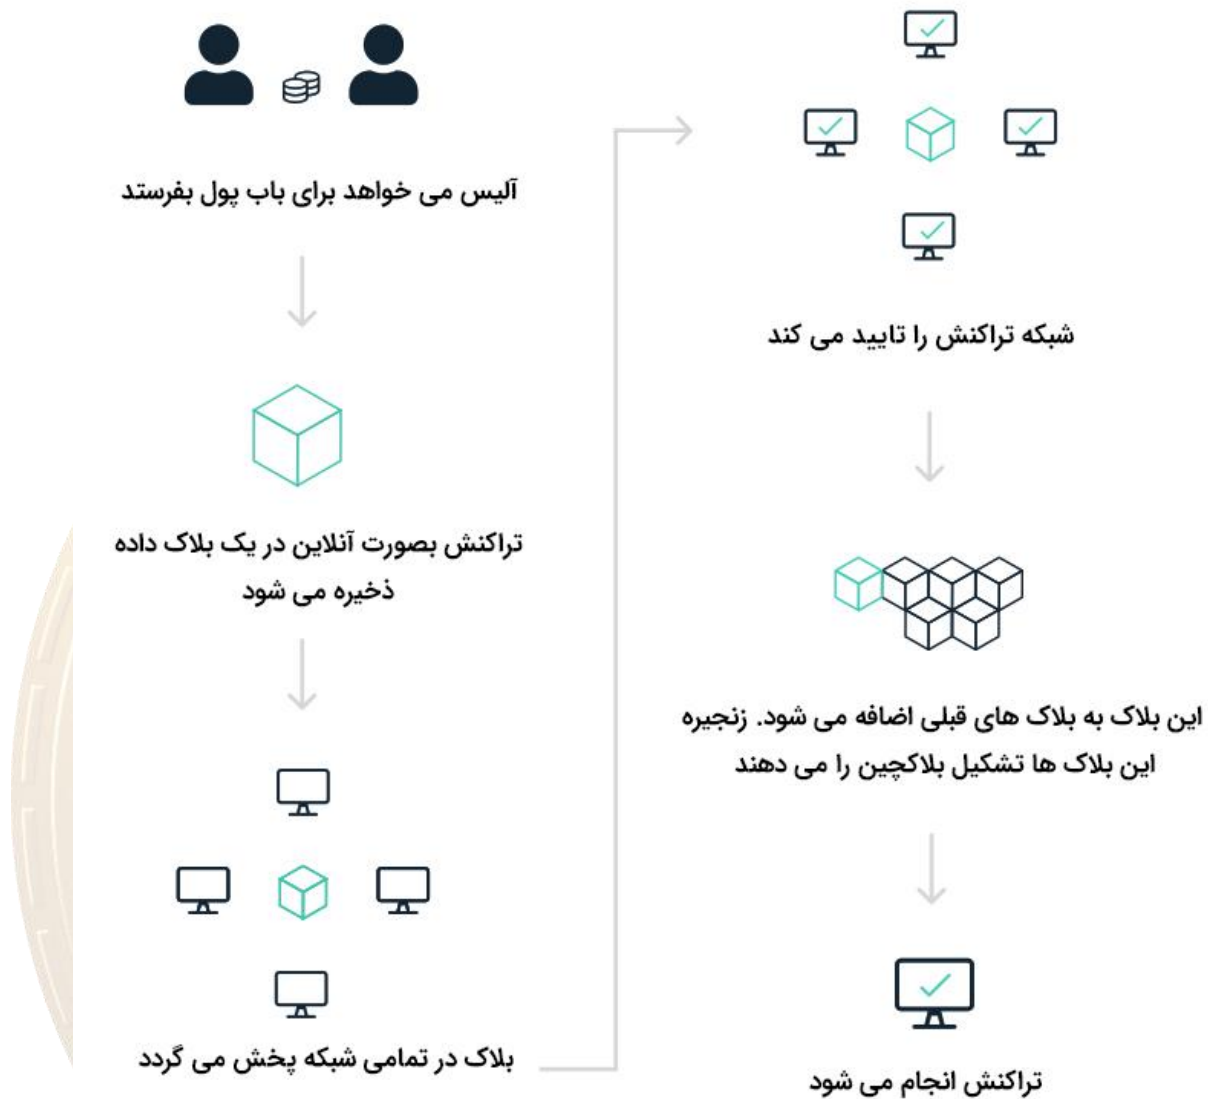 آلیس می خواهد برای باب پول بفرستد
تراکنش بصورت آنلاین در یک بلاک داده
ذخیره می شود
بلاک در تمامی شبکه پخش می گردد
شبکه تراکنش را تایید می کند
این بلاک به بلاک های قبلی اضافه می شود. زنجیره
این بلاک ها تشکیل بلاکچین را می دهند
تراکنش انجام می شود